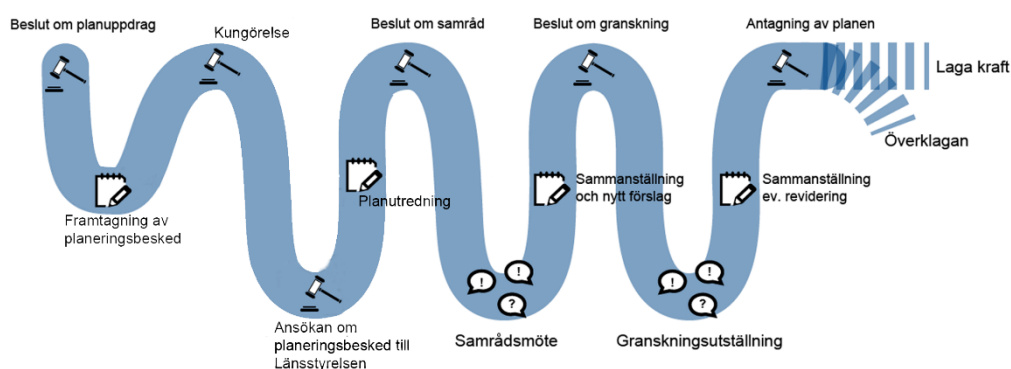 Beslut om planuppdrag
Kungörelse
Beslut om samråd
Beslut om granskning
Antagning av planen
Laga kraft
Överklagan
Framtagning av
planeringsbesked
Planutredning
Sammanställning
och nytt förslag
Sammanställning
ev. revidering
!
!
?
!
!
?
Ansökan om
planeringsbesked till
Länsstyrelsen
Samrådsmöte
Granskningsutställning